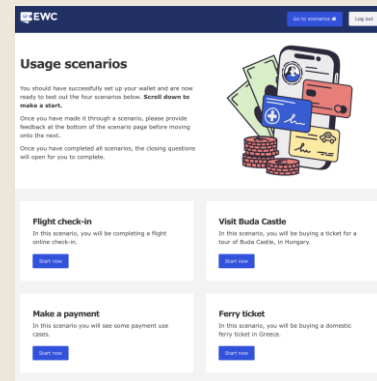 EWC
Go to scenarios
Log out
Usage scenarios
You should have successfully set up your wallet and are now
ready to test out the four scenarios below. Scroll down to
make a start.
Once you have made it through a scenario, please provide
feedback at the bottom of the scenario page before moving
onto the next.
Once you have completed all scenarios, the closing questions
will open for you to complete.
Flight check-in
In this scenario, you will be completing a flight
online check-in.
Start now
Visit Buda Castle
In this scenario, you will be buying a ticket for a
tour of Buda Castle, in Hungary.
Start now
Make a payment
In this scenario you will see some payment use
cases.
Start now
Ferry ticket
In this scenario, you will be buying a domestic
ferry ticket in Greece.
Start now